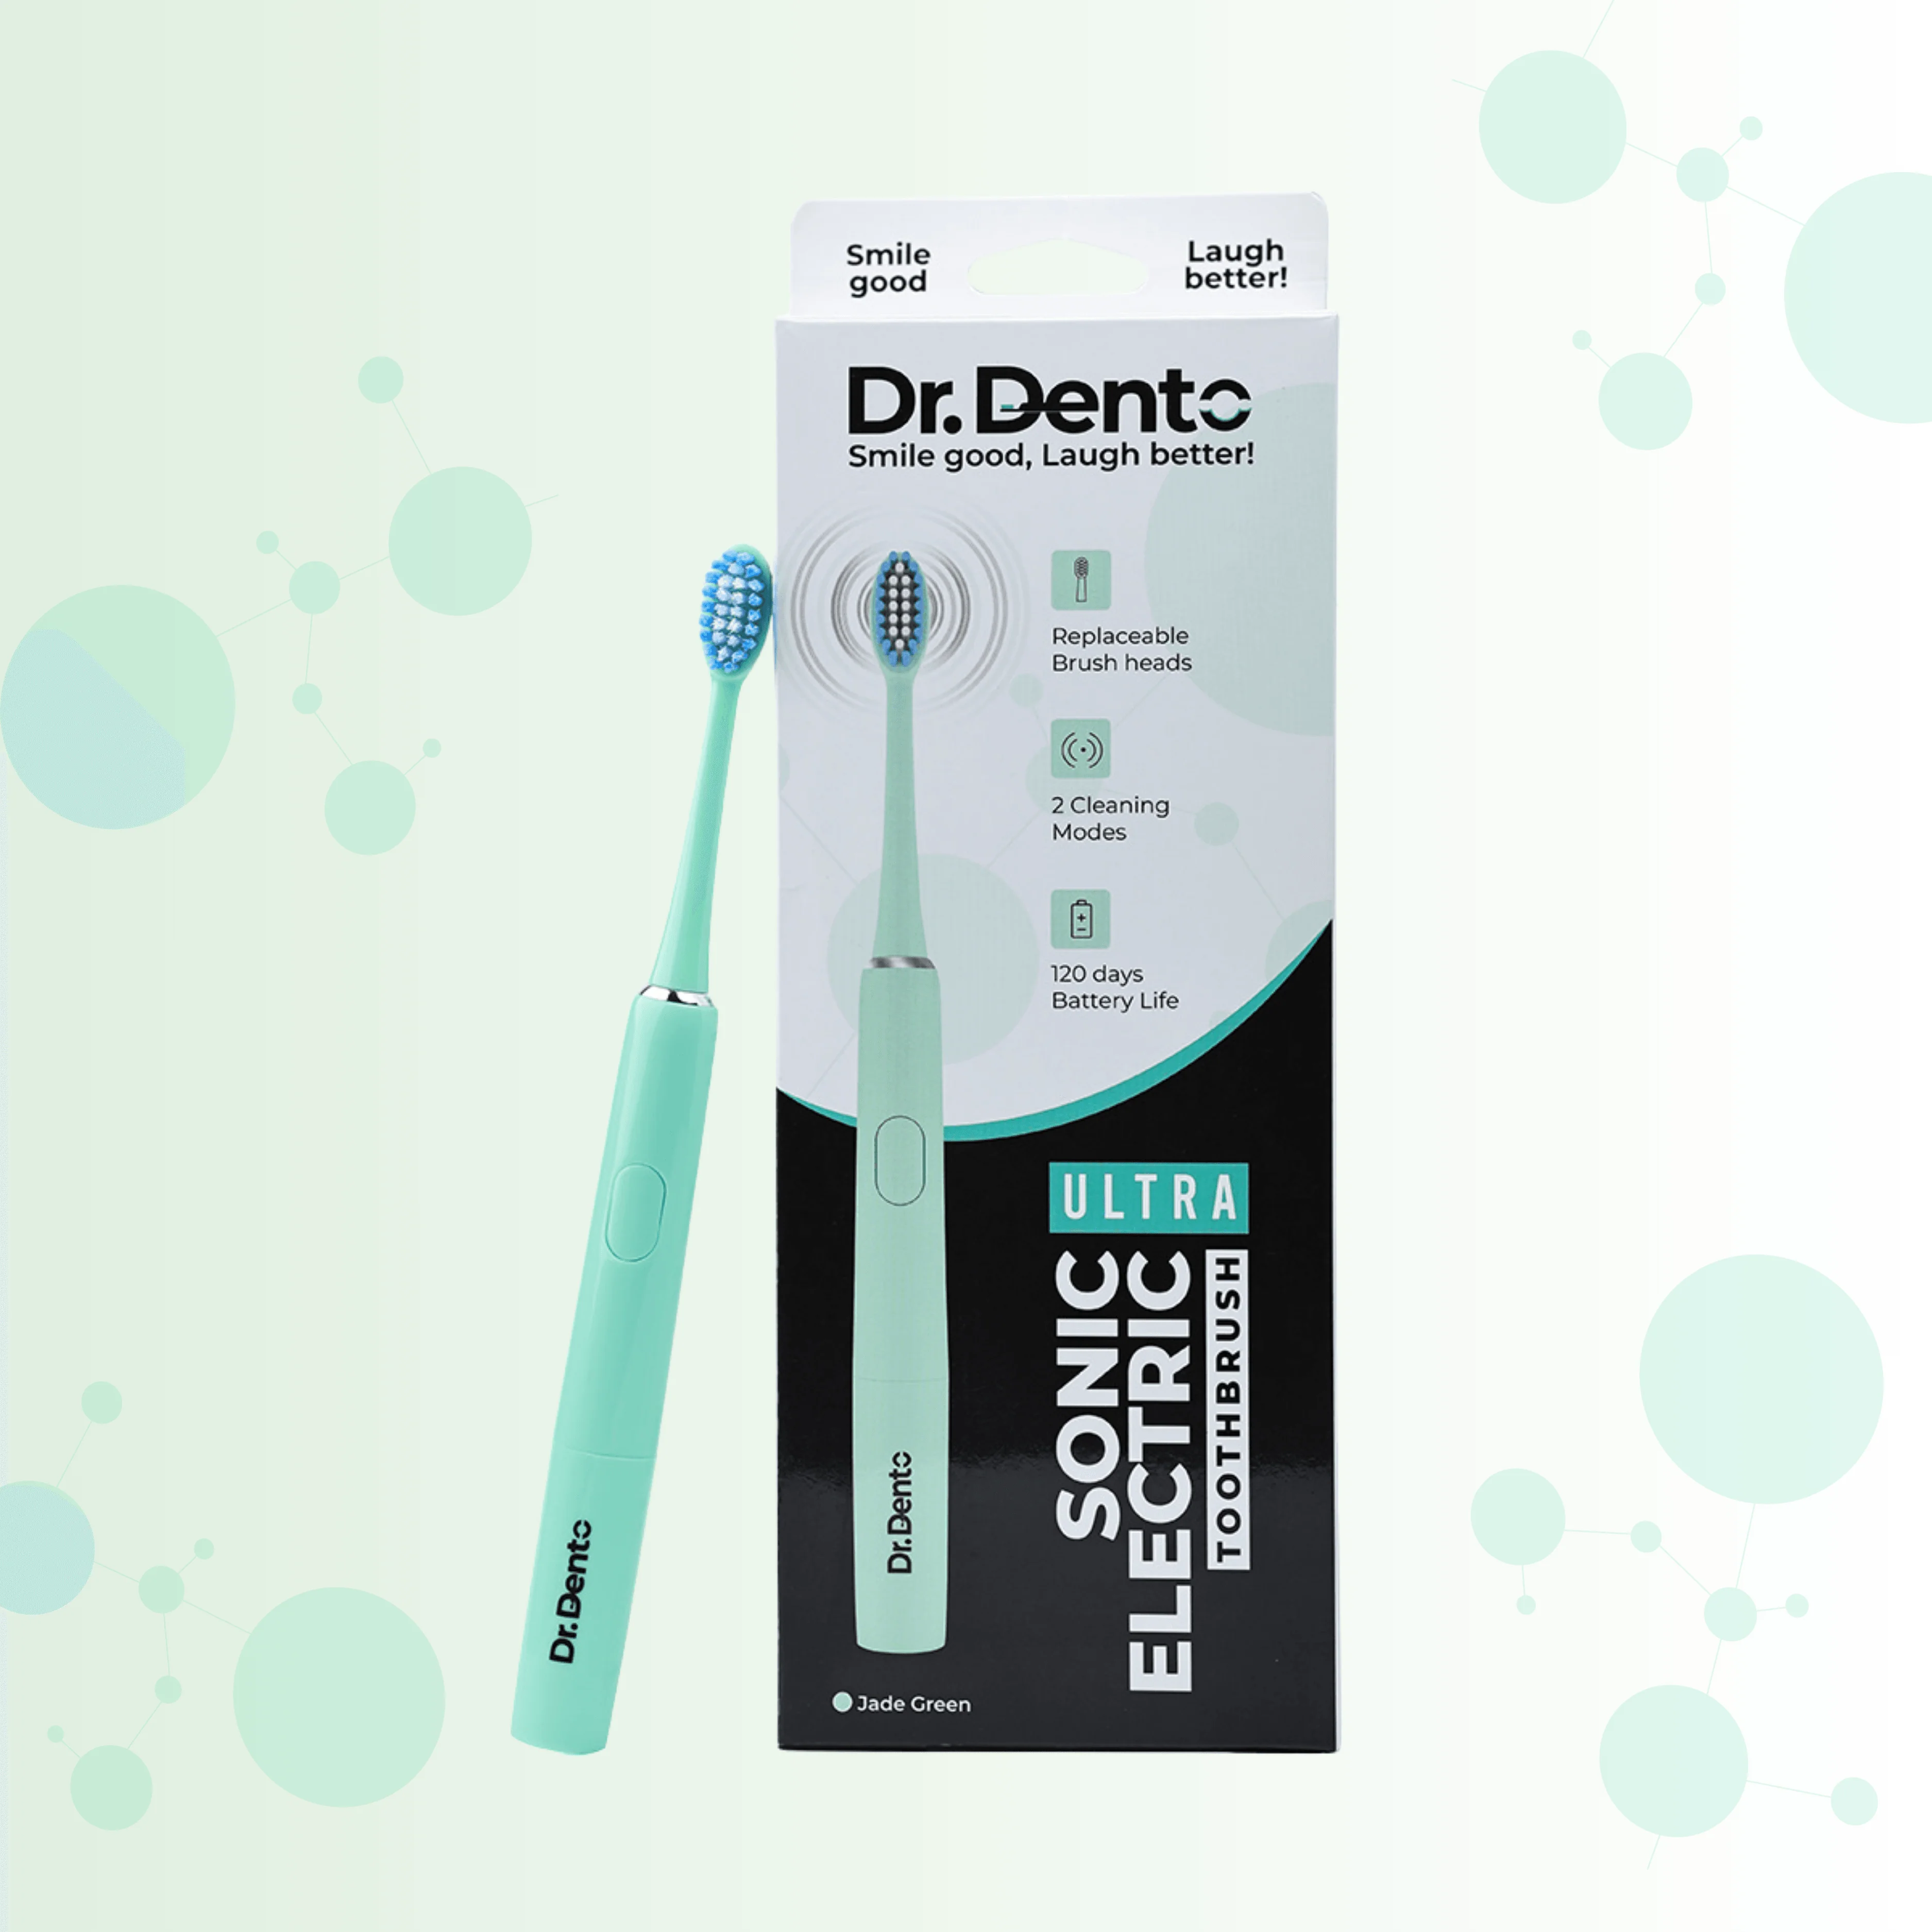 Smile
good
Laugh
better!
Dr.Dento
Smile good, Laugh better!
Replaceable
Brush heads
2 Cleaning
Modes
120 days
Battery Life
ULTRA
SONIC
ELECTRIC
TOOTHBRUSH
Dr.Dento
Dr.Dento
Jade Green